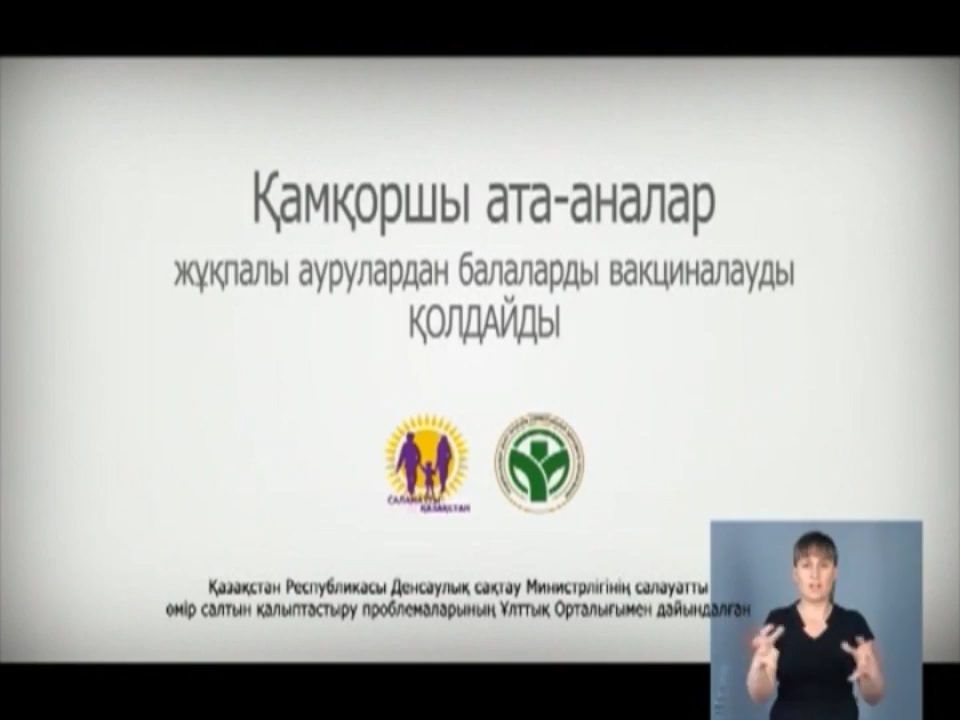 Қамқоршы ата-аналар
жұқпалы аурулардан балаларды вакциналауды
ҚОЛДАЙДЫ
САЛАМАТТЫ
ҚАЗАҚСТАН
Қазақстан Республикасы Денсаулық сақтау Министрлігінің салауатты
өмір салтын қалыптастыру проблемаларының Ұлттық Орталығымен дайындалған